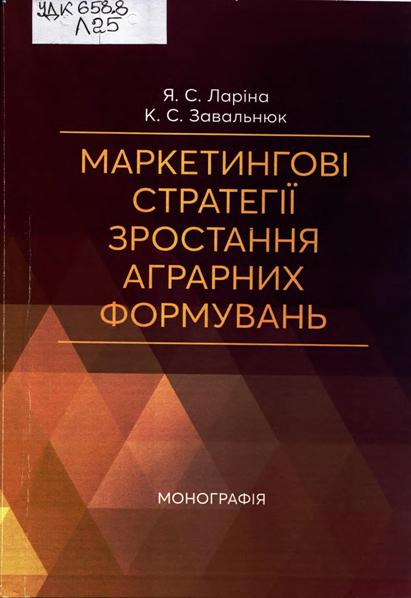 УДК 658.8
Л25
Я. С. Ларіна
К. С. Завальнюк
МАРКЕТИНГОВІ
СТРАТЕГІЇ
ЗРОСТАННЯ
АГРАРНИХ
ФОРМУВАНЬ
МОНОГРАФІЯ